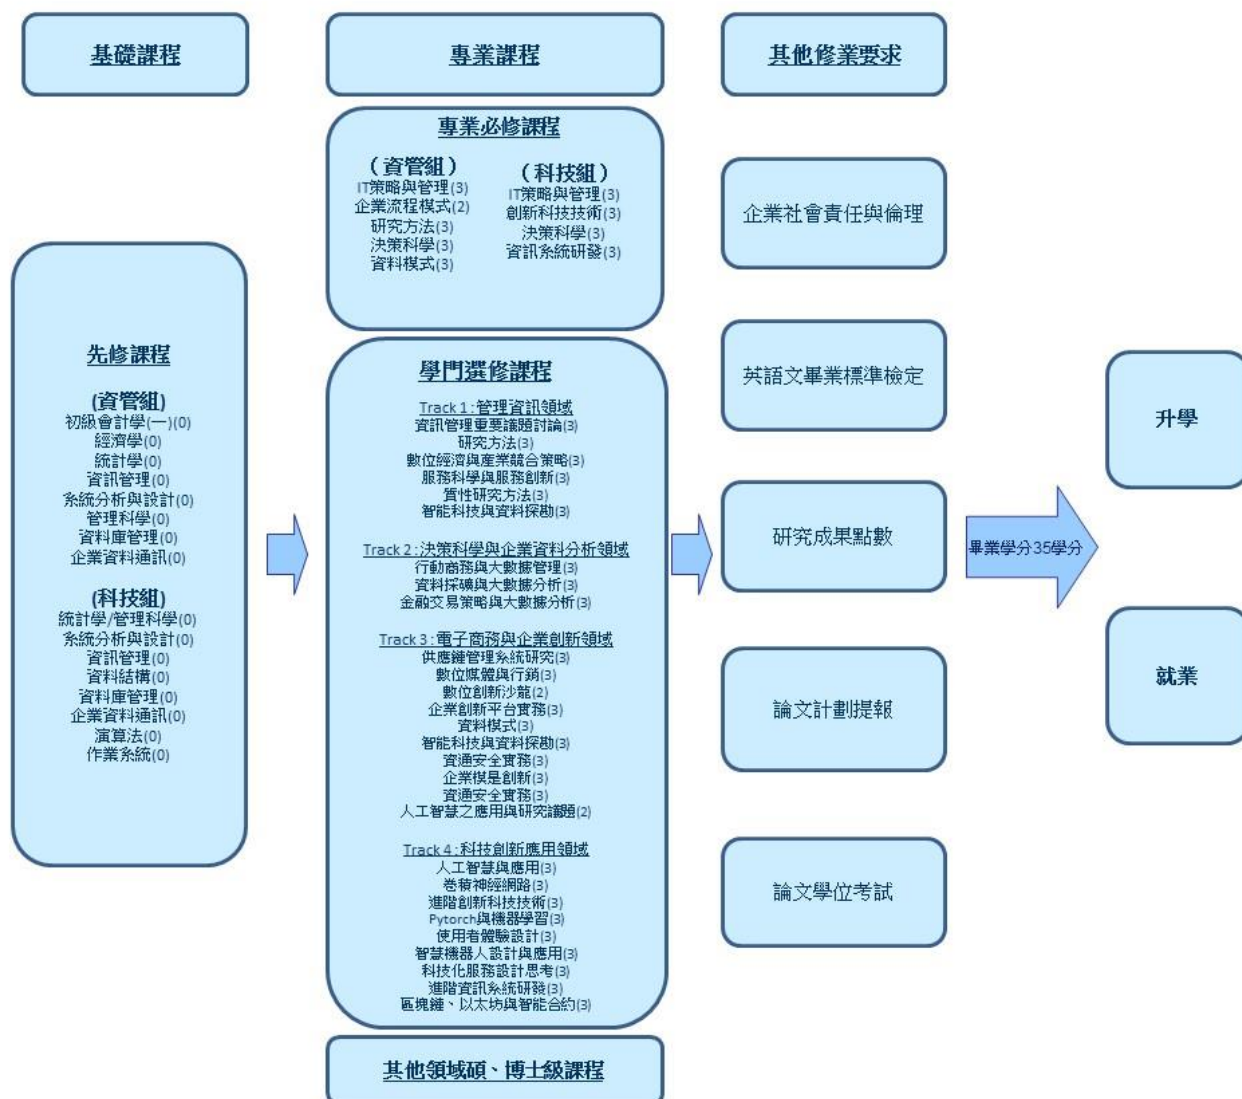 基礎課程
先修課程
(資管組)
初級會計學(一)(0)
經濟學(0)
統計學(0)
資訊管理(0)
系統分析與設計(0)
管理科學(0)
資料庫管理(0)
企業資料通訊(0)
(科技組)
統計學/管理科學(0)
系統分析與設計(0)
資訊管理(0)
資料結構(0)
資料庫管理(0)
企業資料通訊(0)
演算法(0)
作業系統(0)
專業課程
專業必修課程
(資管組)
IT策略與管理(3)
企業流程模式(2)
研究方法(3)
決策科學(3)
資料模式(3)
(科技組)
IT策略與管理(3)
創新科技技術(3)
決策科學(3)
資訊系統研發(3)
學門選修課程
Track 1:管理資訊領域
資訊管理重要議題討論(3)
研究方法(3)
數位經濟與產業競合策略(3)
服務科學與服務創新(3)
質性研究方法(3)
智能科技與資料探勘(3)
Track 2:決策科學與企業資料分析領域
行動商務與大數據管理(3)
資料採礦與大數據分析(3)
金融交易策略與大數據分析(3)
Track 3:電子商務與企業創新領域
供應鏈管理系統研究(3)
數位媒體與行銷(3)
數位創新沙龍(2)
企業創新平台實務(3)
資料模式(3)
智能科技與資料探勘(3)
資通安全實務(3)
企業模是創新(3)
資通安全實務(3)
人工智慧之應用與研究議題(2)
Track 4:科技創新應用領域
人工智慧與應用(3)
卷積神經網路(3)
進階創新科技技術(3)
Pytorch與機器學習(3)
使用者體驗設計(3)
智慧機器人設計與應用(3)
科技化服務設計思考(3)
進階資訊系統研發(3)
區塊鏈、以太坊與智能合約(3)
其他領域碩、博士級課程
其他修業要求
企業社會責任與倫理
英語文畢業標準檢定
研究成果點數
論文計劃提報
論文學位考試
畢業學分35學分
升學
就業